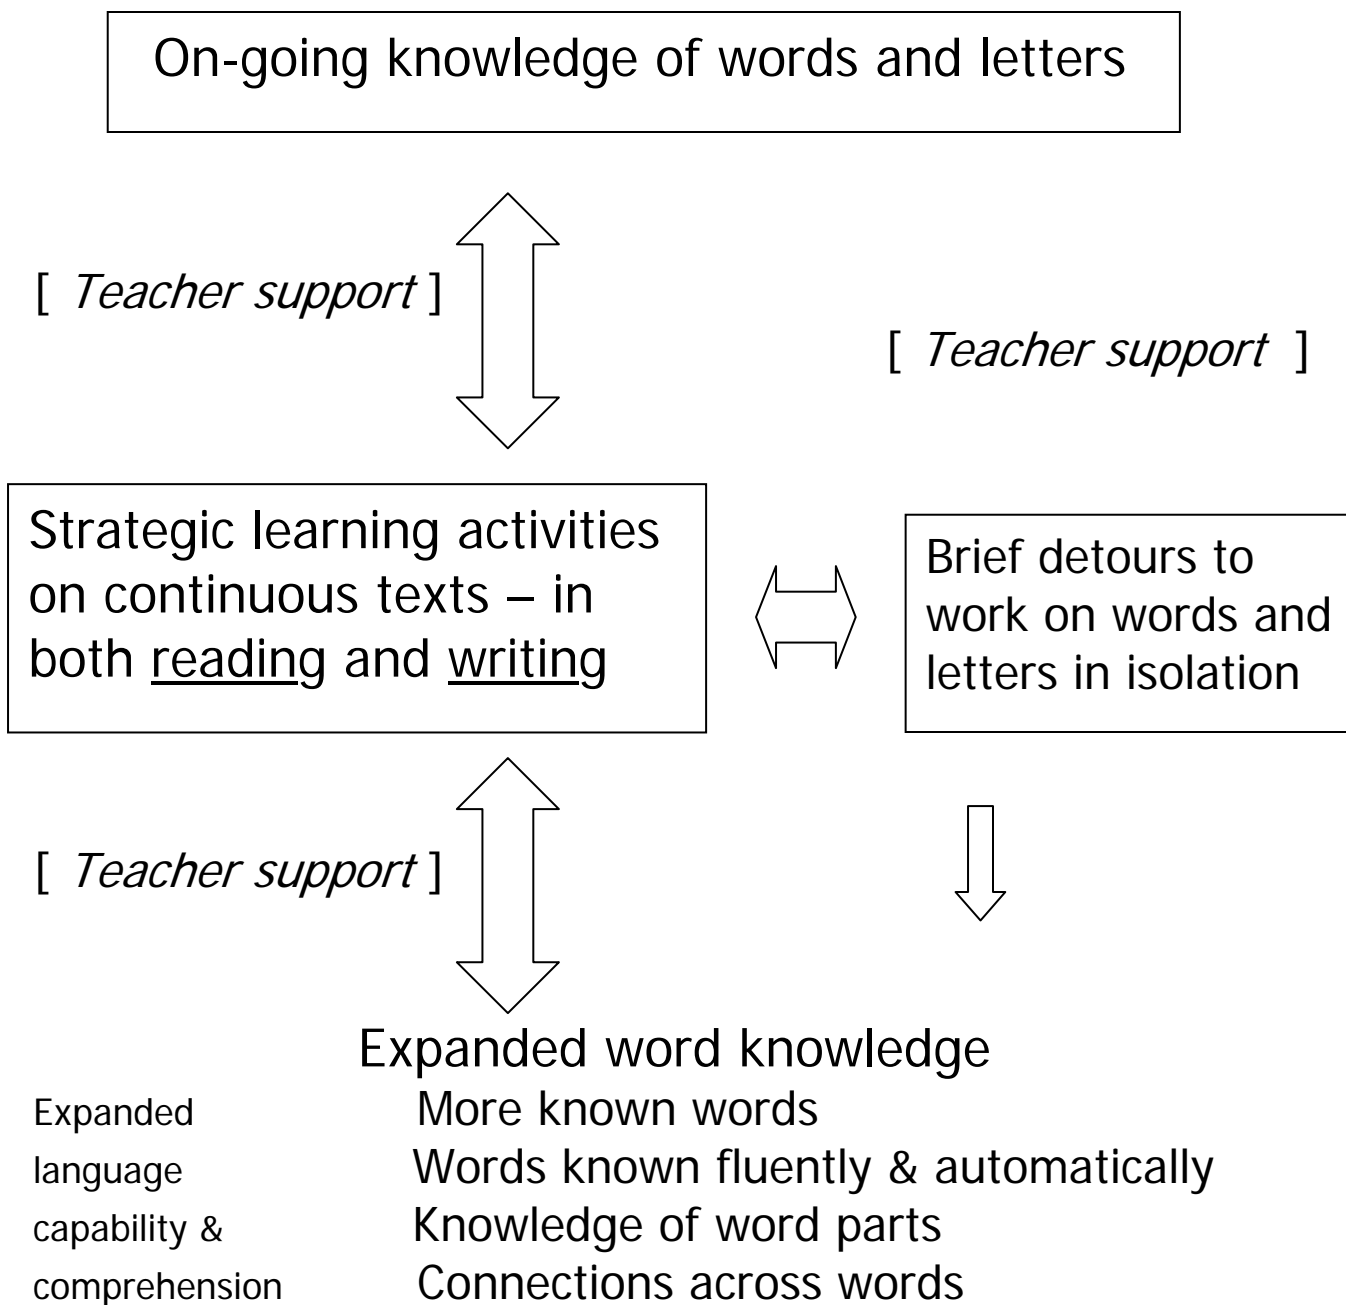 On-going knowledge of words and letters
[ Teacher support ]
[ Teacher support ]
Strategic learning activities
on continuous texts – in
both reading and writing
Brief detours to
work on words and
letters in isolation
[ Teacher support ]
Expanded word knowledge
Expanded
language
capability &
comprehension
More known words
Words known fluently & automatically
Knowledge of word parts
Connections across words